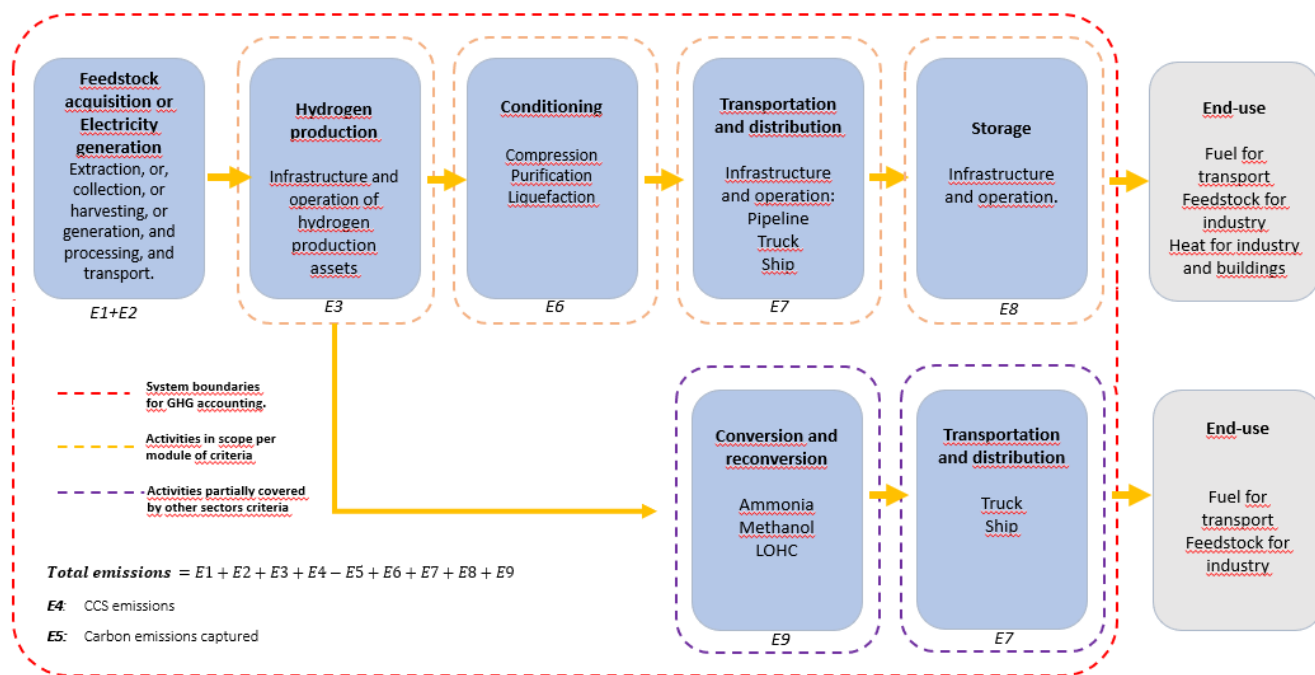 Feedstock
acquisition or
Electricity
generation
Extraction, or,
collection, or
harvesting, or
generation, and
processing, and
transport.
E1+E2
Hydrogen
production
Infrastructure and
operation of
hydrogen
production
assets
E3
Conditioning
Compression
Purification
Liquefaction
E6
Transportation
and distribution
Infrastructure
and operation:
Pipeline
Truck
Ship
E7
Storage
Infrastructure
and operation.
E8
End-use
Fuel for
transport
Feedstock for
industry
Heat for industry
and buildings
System boundaries
for GHG accounting.
Activities in scope per
module of criteria
Activities partially covered
by other sectors criteria
Conversion and
reconversion
Ammonia
Methanol
LOHC
E9
Transportation
and distribution
Truck
Ship
E7
End-use
Fuel for
transport
Feedstock for
industry
Total emissions = E1 + E2 + E3 + E4 − E5 + E6 + E7 + E8 + E9
E4: CCS emissions
E5: Carbon emissions captured